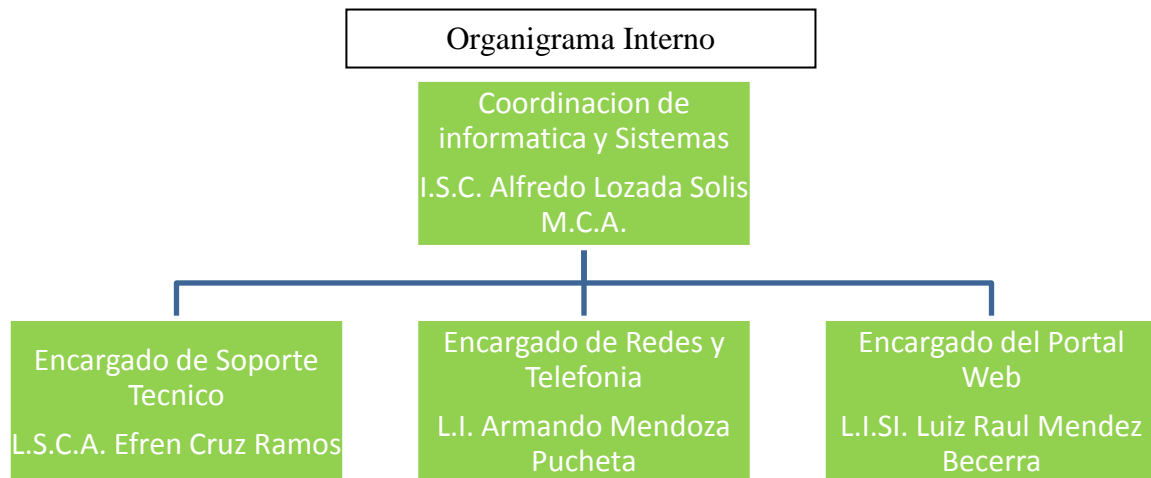 Organigrama Interno
Coordinacion de
informatica y Sistemas
I.S.C. Alfredo Lozada Solis
M.C.A.
Encargado de Soporte
Tecnico
L.S.C.A. Efren Cruz Ramos
Encargado de Redes y
Telefonia
L.I. Armando Mendoza
Pucheta
Encargado del Portal
Web
L.I.SI. Luiz Raul Mendez
Becerra